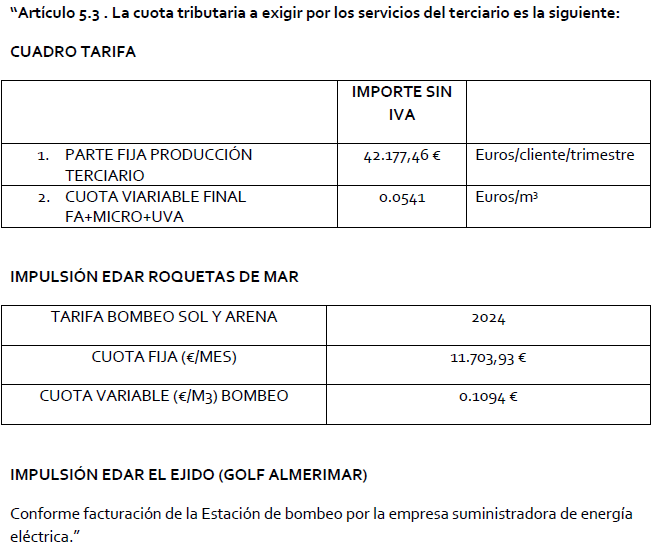 “Artículo 5.3 . La cuota tributaria a exigir por los servicios del terciario es la siguiente:
CUADRO TARIFA
IMPORTE SIN
IVA
1. PARTE FIJA PRODUCCIÓN
TERCIARIO
42.177,46 €
Euros/cliente/trimestre
2. CUOTA VIARIABLE FINAL
FA+MICRO+UVA
0.0541
Euros/m³
IMPULSIÓN EDAR ROQUETAS DE MAR
TARIFA BOMBEO SOL Y ARENA
2024
CUOTA FIJA (€/MES)
11.703,93 €
CUOTA VARIABLE (€/M3) BOMBEO
0.1094 €
IMPULSIÓN EDAR EL EJIDO (GOLF ALMERIMAR)
Conforme facturación de la Estación de bombeo por la empresa suministradora de energía
eléctrica.”